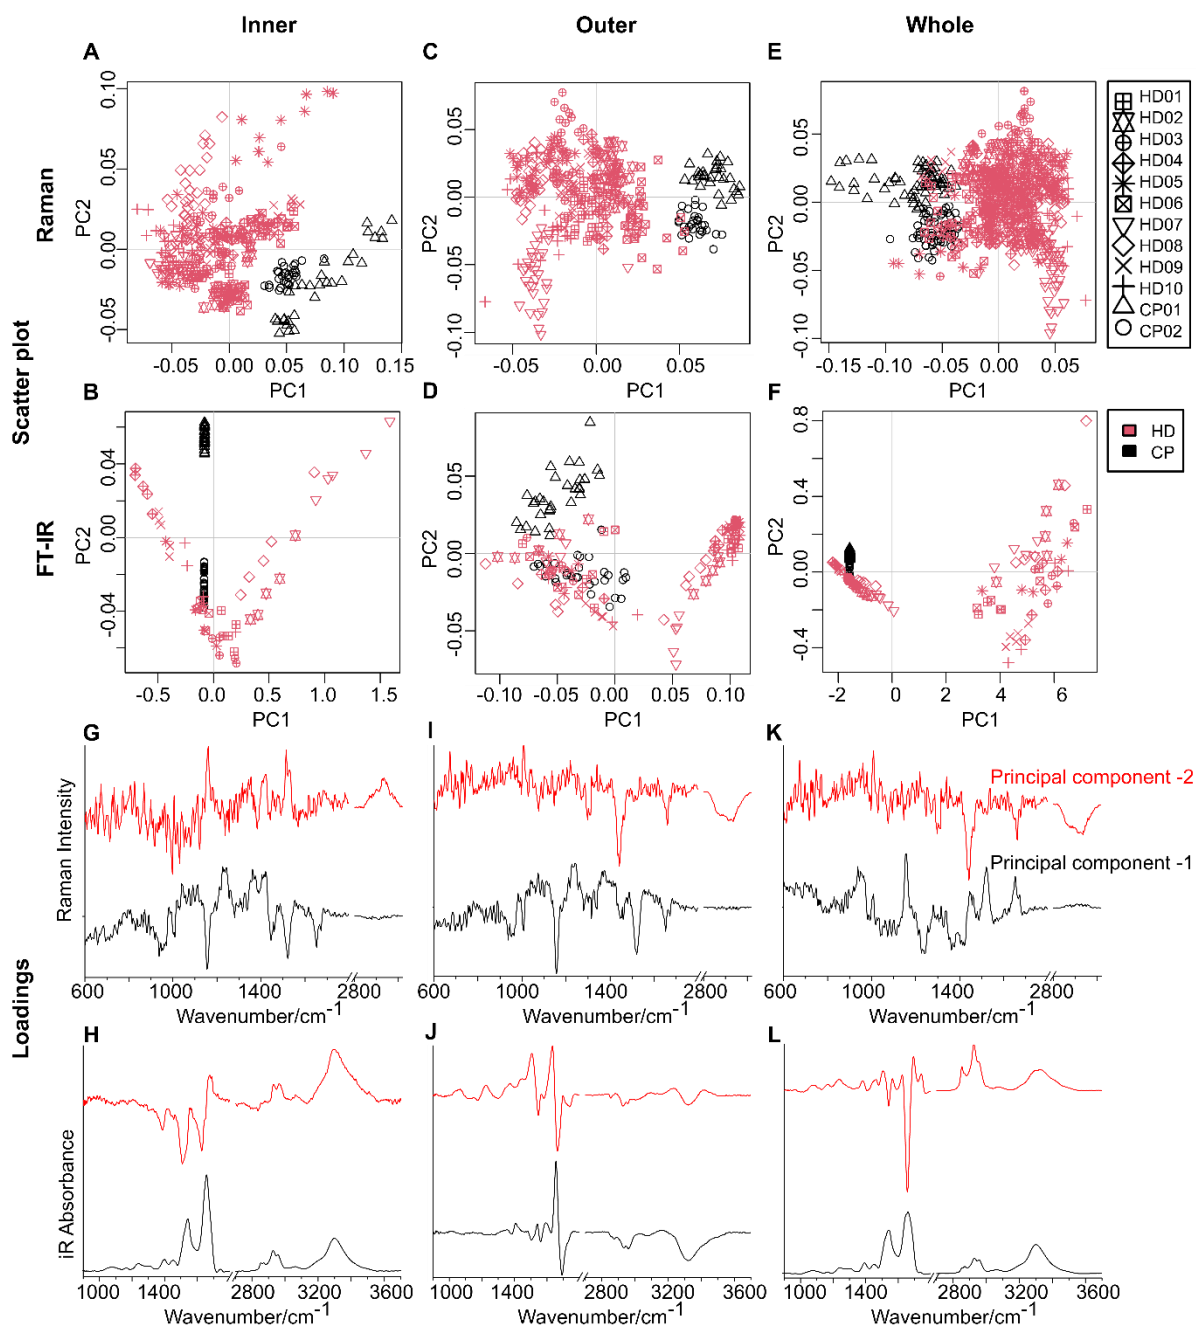 Inner
Outer
Whole
A
C
E
Raman
PC2
0.10
0.05
0.00
-0.05
-0.05
0.00
0.05
0.10
0.15
PC1
PC2
0.05
0.00
-0.05
-0.10
-0.05
0.00
0.05
PC1
PC2
0.05
0.00
-0.05
-0.10
-0.15
-0.10
-0.05
0.00
0.05
PC1
HD01
HD02
HD03
HD04
HD05
HD06
HD07
HD08
HD09
HD10
CP01
CP02
Scatter plot
B
D
F
FT-IR
PC2
0.04
0.00
-0.04
-0.5
0.0
0.5
1.0
1.5
PC1
PC2
0.05
0.00
-0.05
-0.10
-0.05
0.00
0.05
0.10
PC1
PC2
0.8
0.4
0.0
-0.4
-2
0
2
4
6
PC1
HD
CP
G
I
K
Raman Intensity
Principal component -2
Principal component -1
600
1000
1400
2800
Wavenumber/cm-1
600
1000
1400
2800
Wavenumber/cm-1
600
1000
1400
2800
Wavenumber/cm-1
Loadings
H
J
L
iR Absorbance
1000
1400
2800
3200
3600
Wavenumber/cm-1
1000
1400
2800
3200
3600
Wavenumber/cm-1
1000
1400
2800
3200
3600
Wavenumber/cm-1